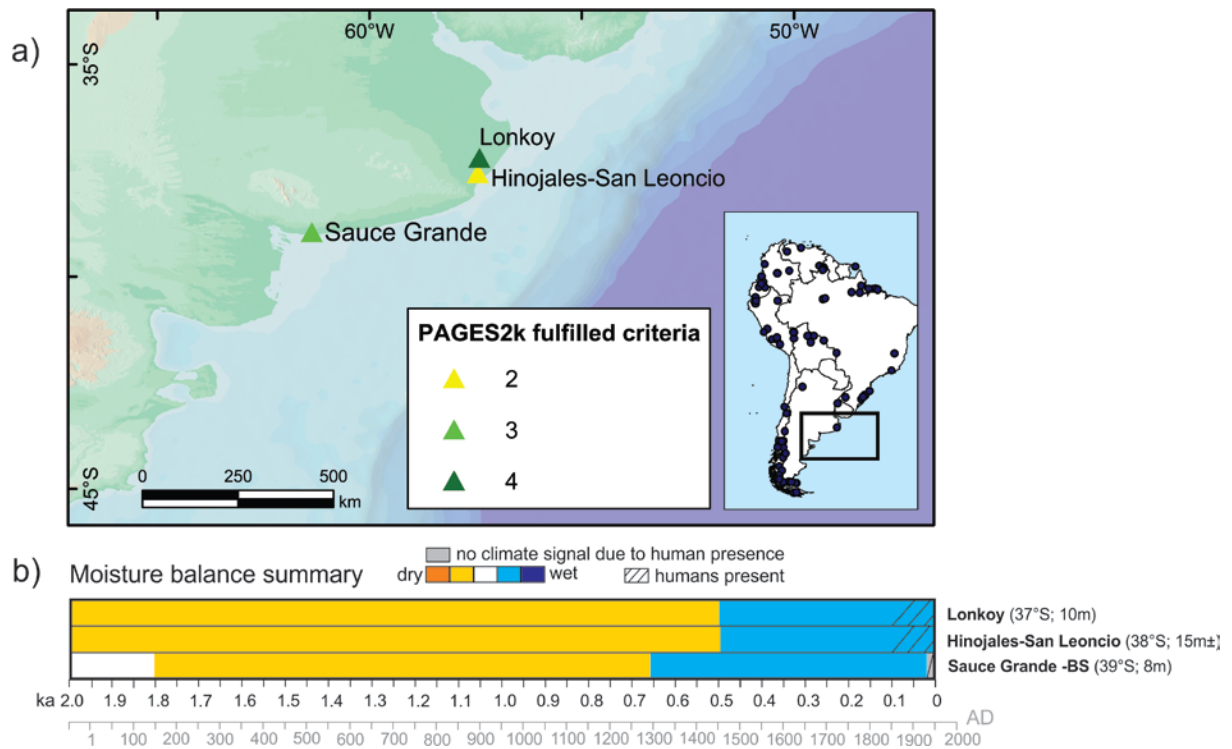 a)
60°W
50°W
35°S
Lonkoy
Hinojales-San Leoncio
Sauce Grande
PAGES2k fulfilled criteria
2
3
4
0 250 500
km
45°S
b)
Moisture balance summary
no climate signal due to human presence
dry
wet
humans present
Lonkoy (37°S; 10m)
Hinojales-San Leoncio (38°S; 15m±)
Sauce Grande -BS (39°S; 8m)
ka 2.0 1.9 1.8 1.7 1.6 1.5 1.4 1.3 1.2 1.1 1.0 0.9 0.8 0.7 0.6 0.5 0.4 0.3 0.2 0.1 0
AD
1 100 200 300 400 500 600 700 800 900 1000 1100 1200 1300 1400 1500 1600 1700 1800 1900 2000